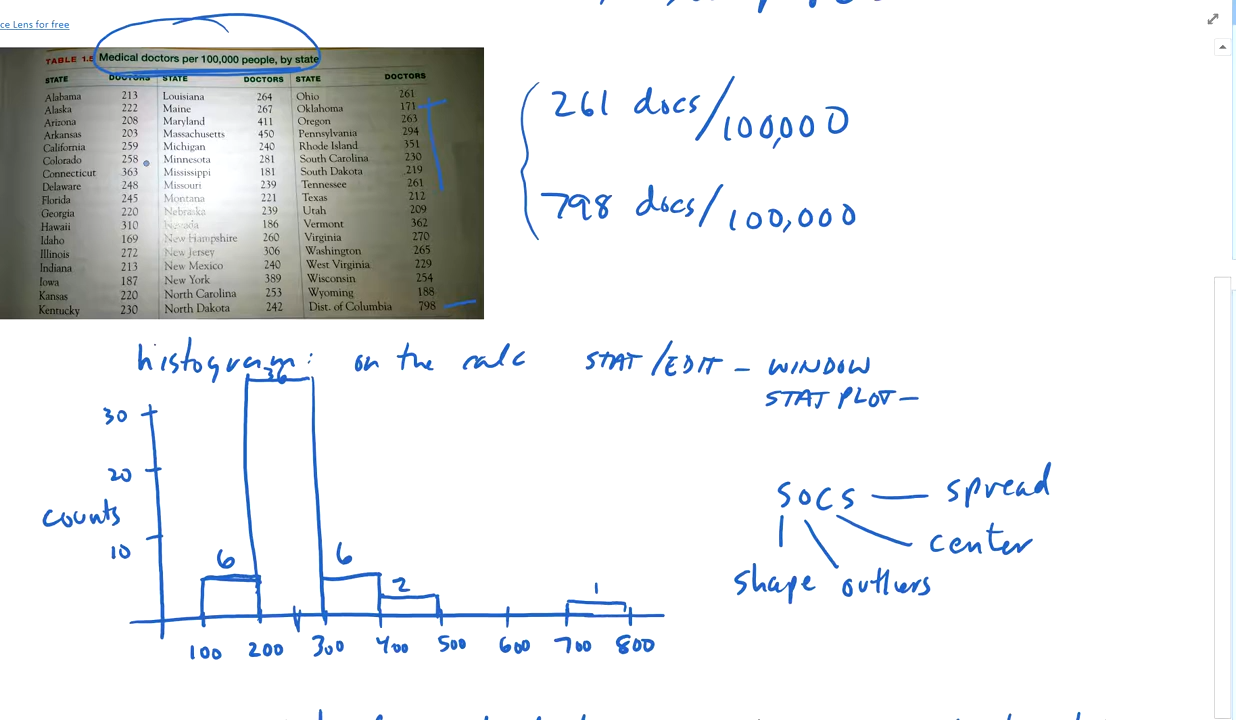 ce Lens for free
TABLE 1.5 Medical doctors per 100,000 people, by state
STATE DOCTORS STATE DOCTORS STATE DOCTORS
Alabama 213 Louisiana 264 Ohio 261
Alaska 222 Maine 267 Oklahoma 171
Arizona 208 Maryland 411 Oregon 263
Arkansas 203 Massachusetts 450 Pennsylvania 294
California 259 Michigan 240 Rhode Island 351
Colorado 258 Minnesota 281 South Carolina 230
Connecticut 363 Mississippi 181 South Dakota 219
Delaware 248 Missouri 239 Tennessee 261
Florida 245 Montana 221 Texas 212
Georgia 220 Nebraska 239 Utah 209
Hawaii 310 Nevada 186 Vermont 362
Idaho 169 New Hampshire 260 Virginia 270
Illinois 272 New Jersey 306 Washington 265
Indiana 213 New Mexico 240 West Virginia 229
Iowa 187 New York 389 Wisconsin 254
Kansas 220 North Carolina 253 Wyoming 188
Kentucky 230 North Dakota 242 Dist. of Columbia 798
261 docs/100,000
798 docs/100,000
histogram: on the calc STAT/EDIT - WINDOW
STAT PLOT -
36
30
20
counts
10
6
6
2
1
100 200 300 400 500 600 700 800
SOCS - spread
center
shape outliers